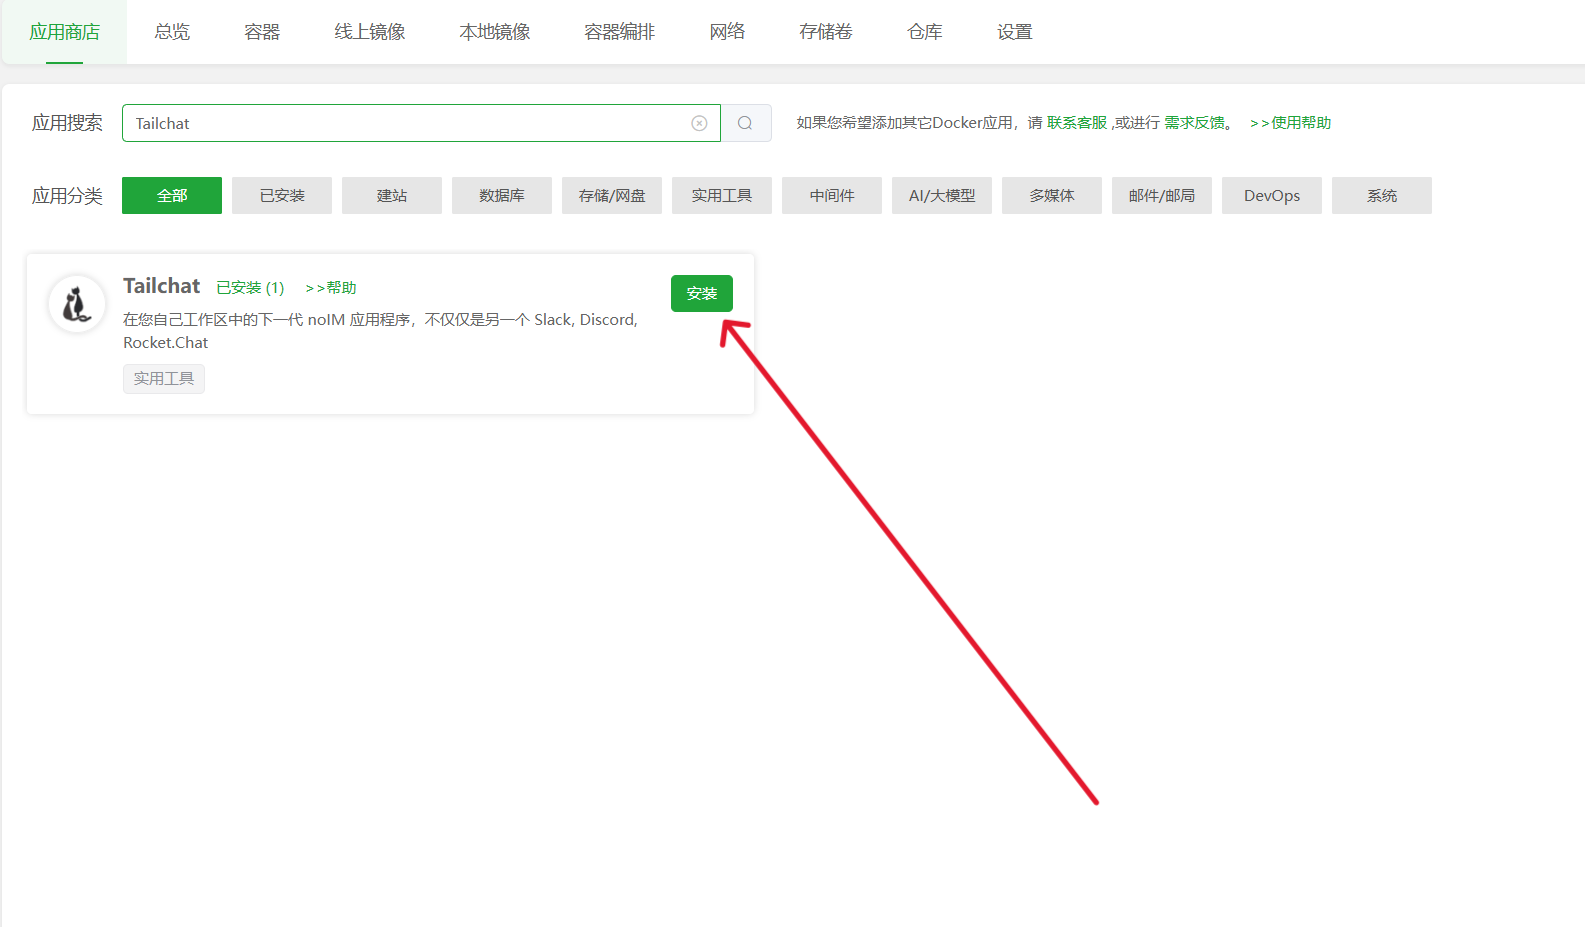 应用商店 总览 容器 线上镜像 本地镜像 容器编排 网络 存储卷 仓库 设置
应用搜索 Tailchat 如果您希望添加其它Docker应用，请 联系客服 ,或进行 需求反馈。 >>使用帮助
应用分类 全部 已安装 建站 数据库 存储/网盘 实用工具 中间件 AI/大模型 多媒体 邮件/邮局 DevOps 系统
Tailchat 已安装 (1) >>帮助 安装
在您自己工作区中的下一代 noIM 应用程序，不仅仅是另一个 Slack, Discord,
Rocket.Chat
实用工具